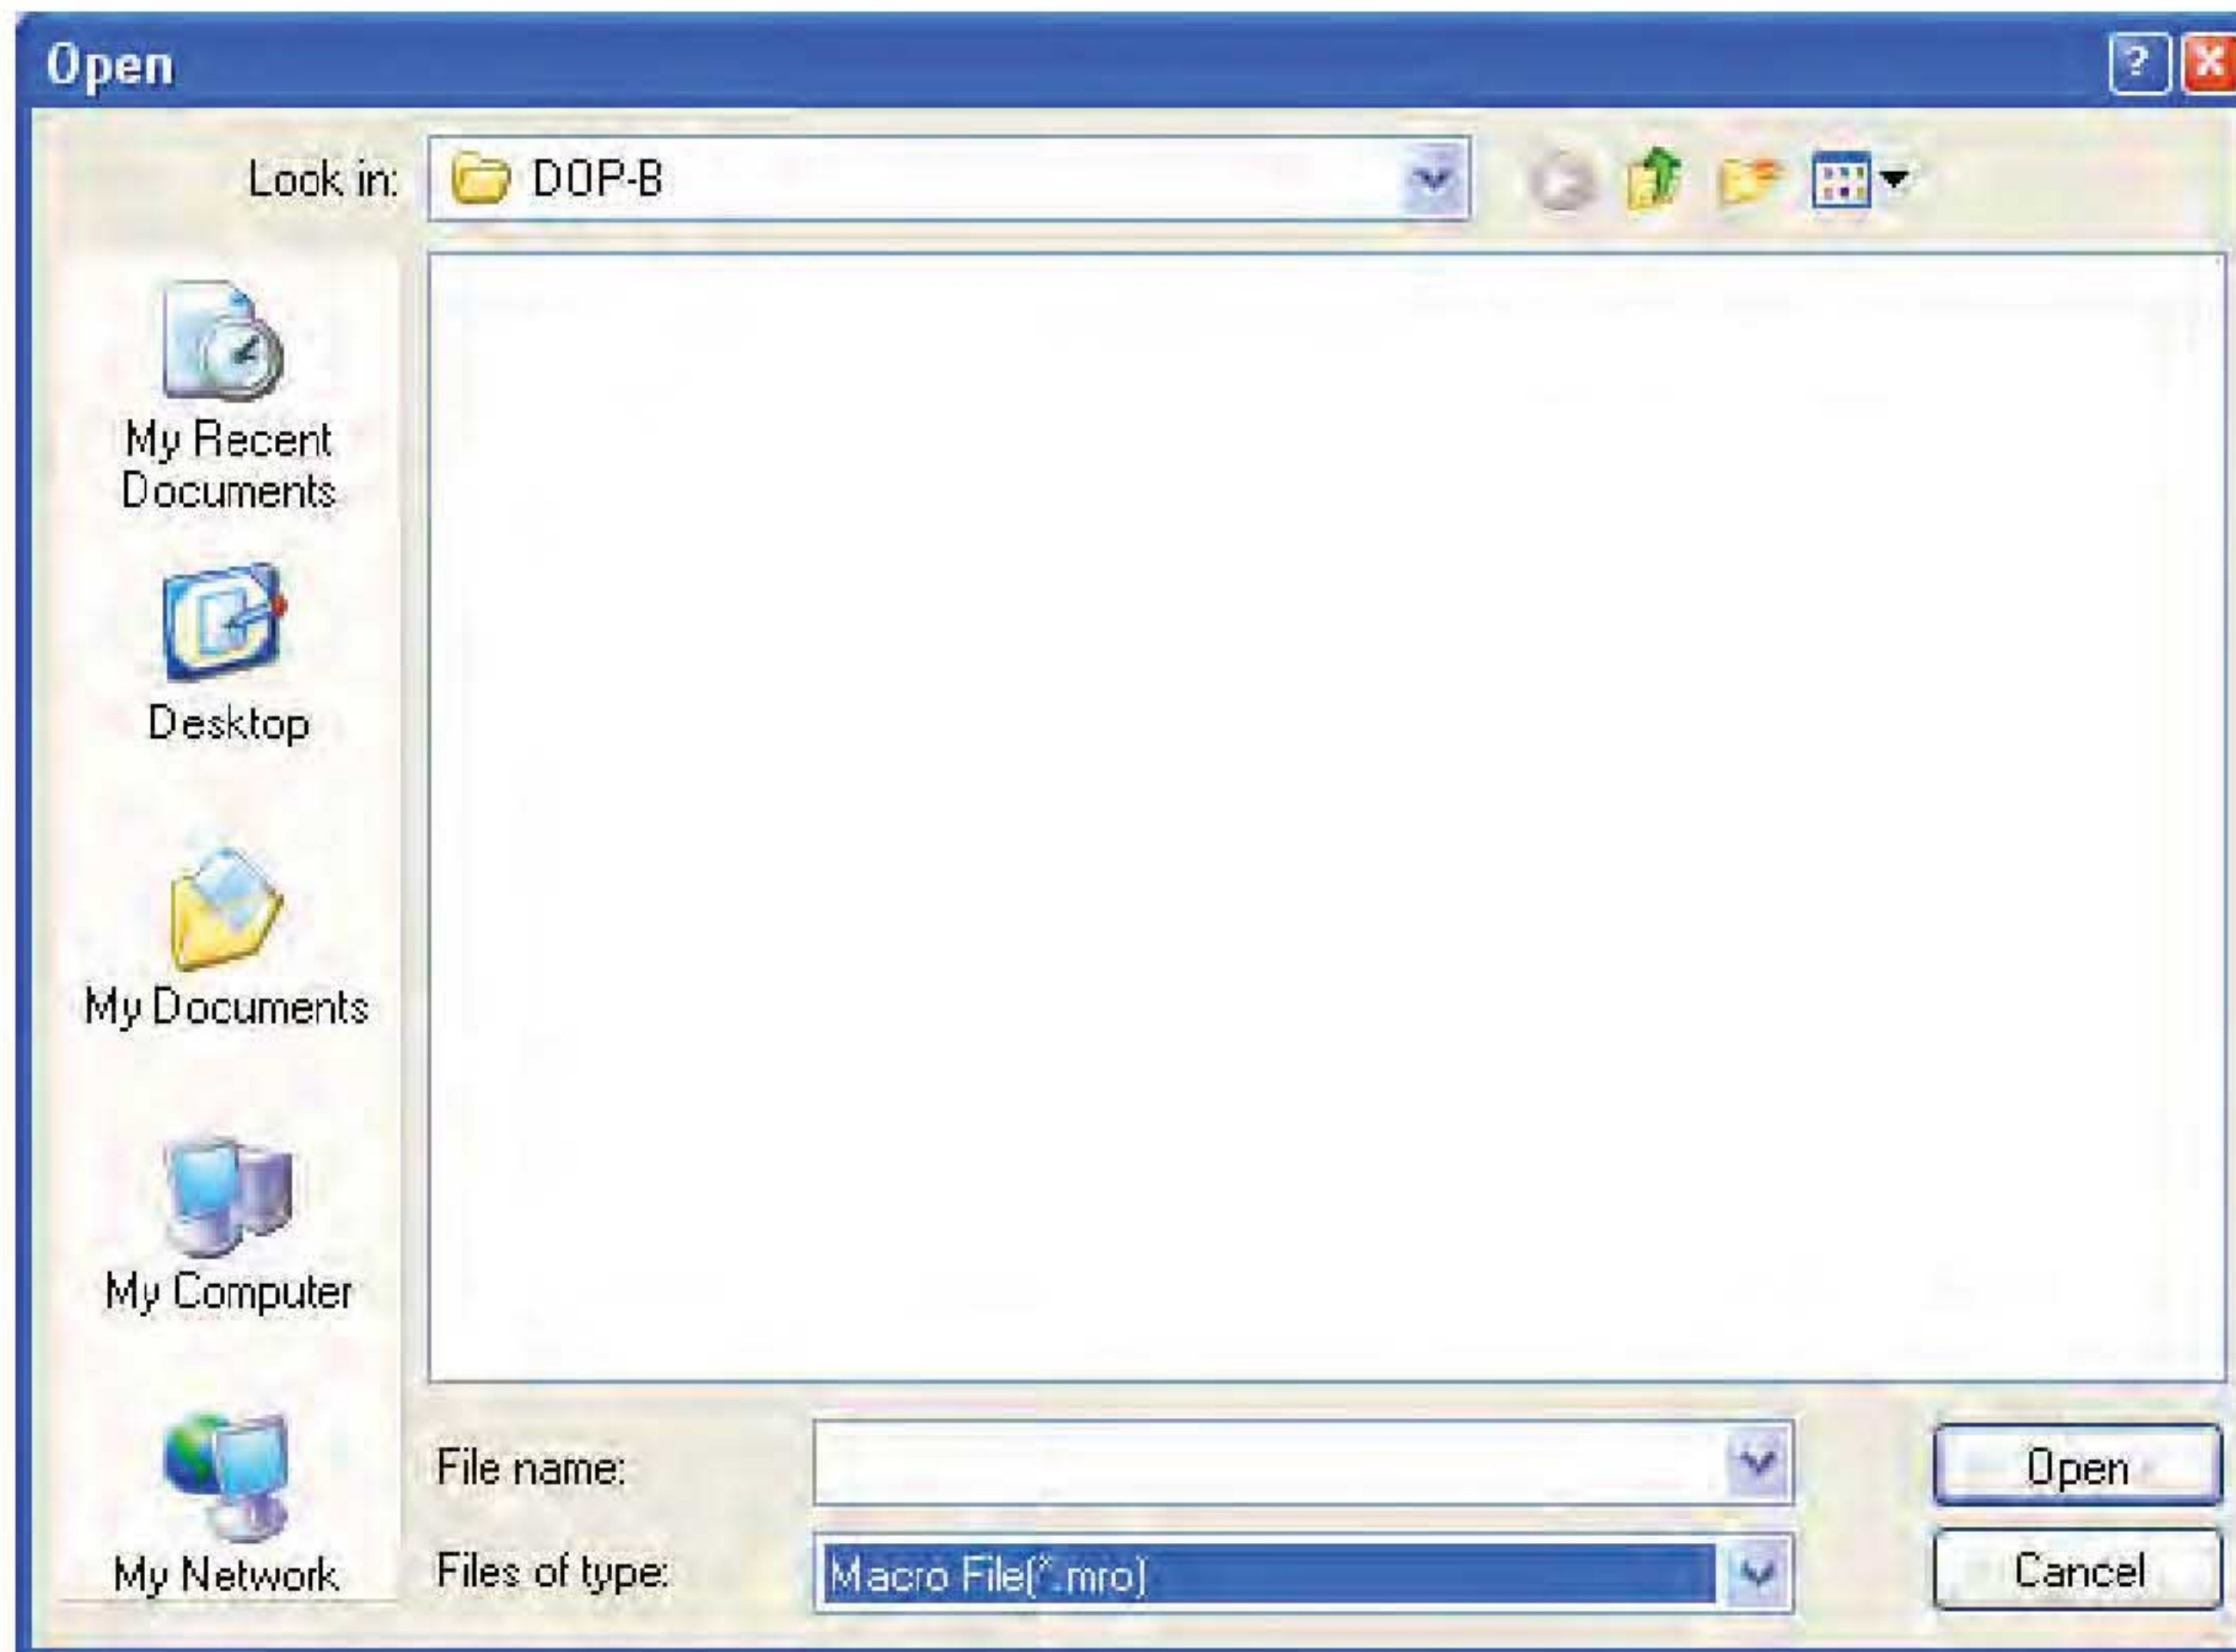 Open
Look in: DOP-B
My Recent
Documents
Desktop
My Documents
My Computer
My Network
File name:
Open
Files of type: Macro File(*.mro)
Cancel